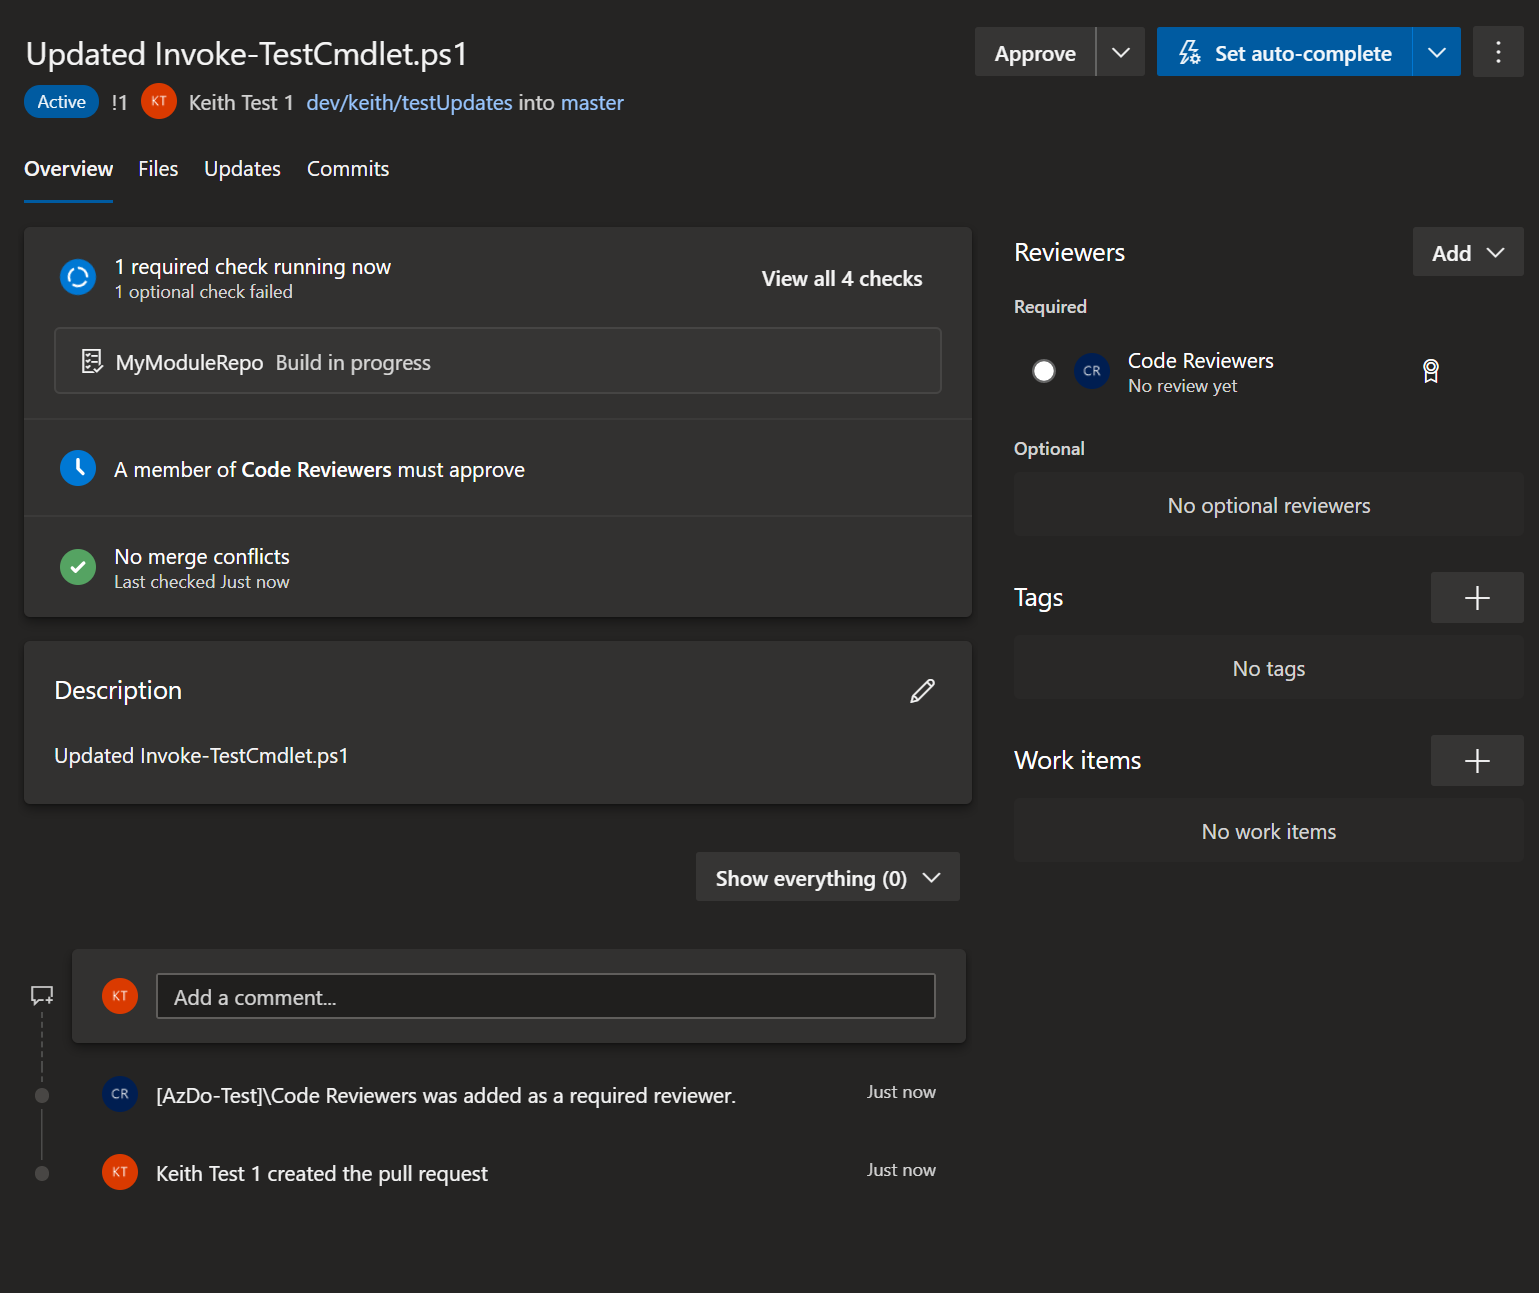 Updated Invoke-TestCmdlet.ps1
Approve
Set auto-complete
Active !1 KT Keith Test 1 dev/keith/testUpdates into master
Overview Files Updates Commits
1 required check running now
1 optional check failed
View all 4 checks
MyModuleRepo Build in progress
A member of Code Reviewers must approve
No merge conflicts
Last checked Just now
Description
Updated Invoke-TestCmdlet.ps1
Show everything (0)
KT Add a comment...
CR [AzDo-Test]\Code Reviewers was added as a required reviewer. Just now
KT Keith Test 1 created the pull request Just now
Reviewers
Add
Required
CR Code Reviewers
No review yet
Optional
No optional reviewers
Tags
No tags
Work items
No work items